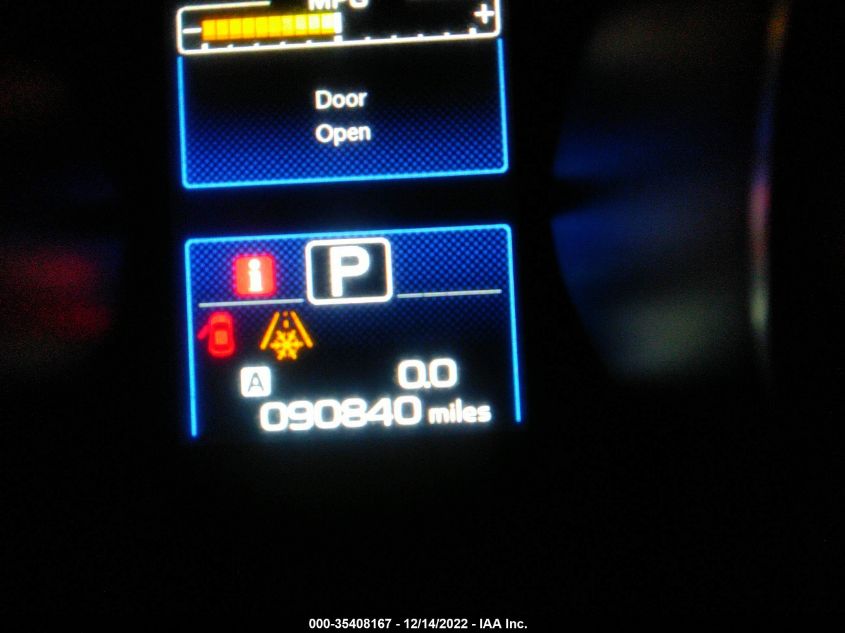 MPG
- +
Door
Open
i P
A 0.0
090840 miles
000-35408167 - 12/14/2022 - IAA Inc.